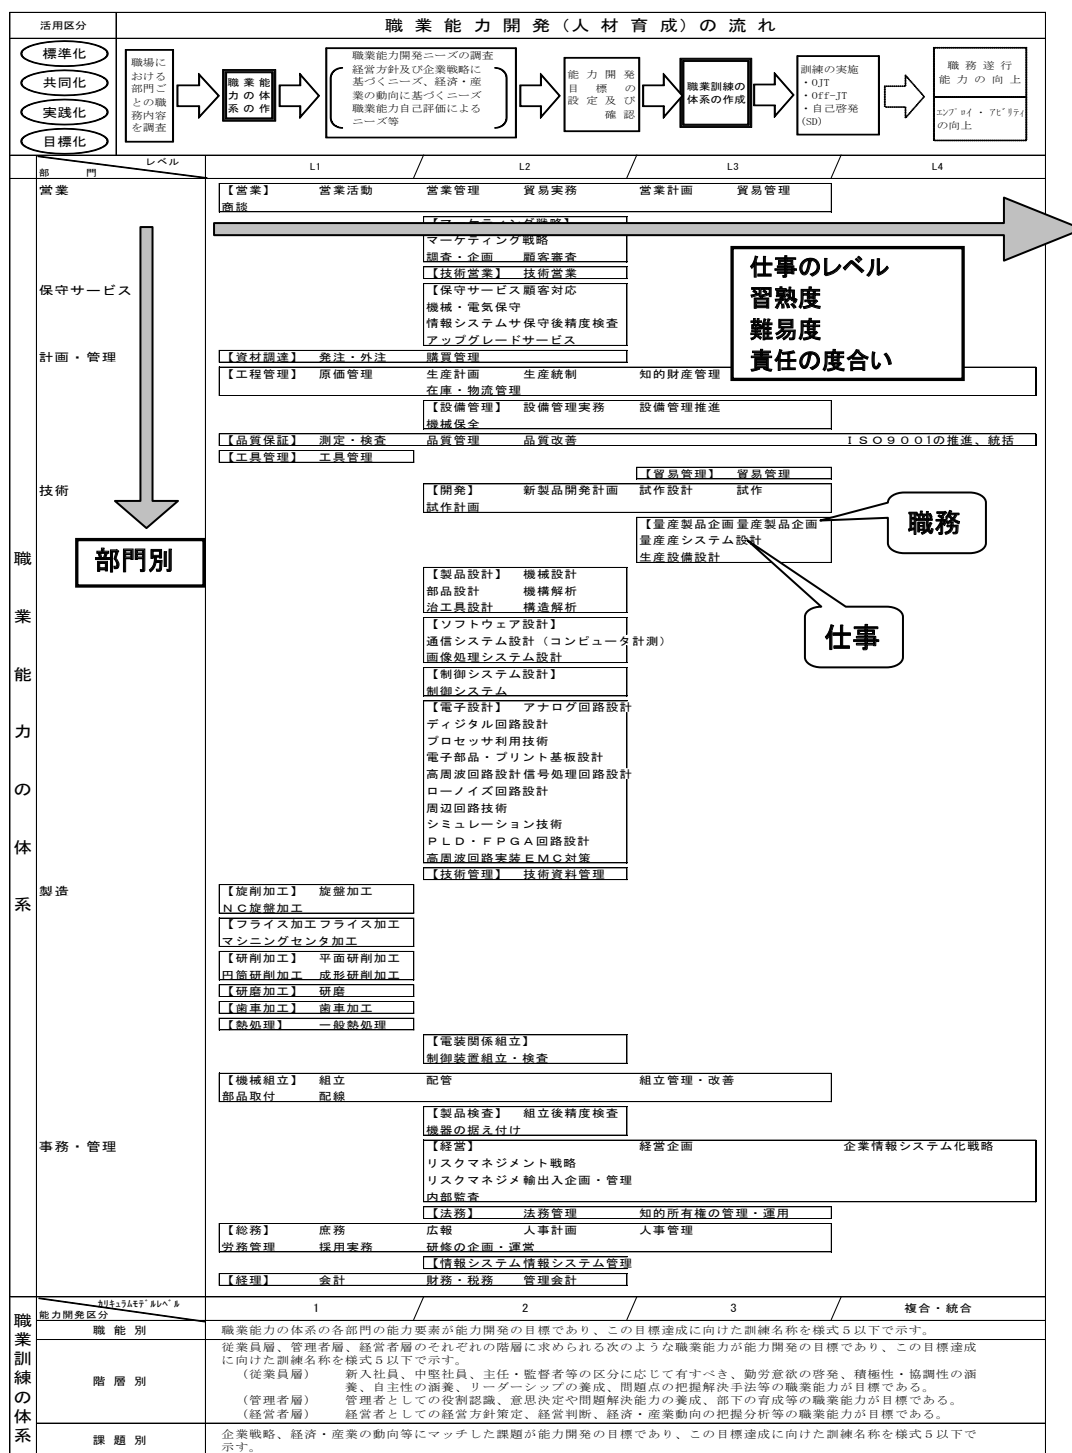 活用区分
職業能力開発(人材育成)の流れ
標準化
共同化
実践化
目標化
職場に
おける
部門ご
との職
務内容
を調査
職業能
力の体
系の作
職業能力開発ニーズの調査
経営方針及び企業戦略に
基づくニーズ、経済・産
業の動向に基づくニーズ
職業能力自己評価による
ニーズ等
能力開発
目標の
設定及び
確認
職業訓練の
体系の作成
訓練の実施
・OJT
・Off-JT
・自己啓発
(SD)
職務遂行
能力の向上
エンプロイ・アビリティ
の向上
レベル
部 門
L1 L2 L3 L4
職業能力の体系
営業
【営業】 営業活動 営業管理 貿易実務 営業計画 貿易管理
商談
【マーケティング戦略】
マーケティング戦略
調査・企画 顧客審査
【技術営業】 技術営業
仕事のレベル
習熟度
難易度
責任の度合い
保守サービス
【保守サービス顧客対応
機械・電気保守
情報システムサ保守後精度検査
アップグレードサービス
計画・管理
【資材調達】 発注・外注 購買管理
【工程管理】 原価管理 生産計画 生産統制 知的財産管理
在庫・物流管理
【設備管理】 設備管理実務 設備管理推進
機械保全
【品質保証】 測定・検査 品質管理 品質改善 ISO9001の推進、統括
【工具管理】 工具管理
【貿易管理】 貿易管理
技術
【開発】 新製品開発計画 試作設計 試作
試作計画
【量産製品企画量産製品企画
量産産システム設計
生産設備設計
職務
部門別
仕事
【製品設計】 機械設計
部品設計 機構解析
治工具設計 構造解析
【ソフトウェア設計】
通信システム設計(コンピュータ計測)
画像処理システム設計
【制御システム設計】
制御システム
【電子設計】 アナログ回路設計
ディジタル回路設計
プロセッサ利用技術
電子部品・プリント基板設計
高周波回路設計信号処理回路設計
ローノイズ回路設計
周辺回路技術
シミュレーション技術
PLD・FPGA回路設計
高周波回路実装EMC対策
【技術管理】 技術資料管理
製造
【旋削加工】 旋盤加工
NC旋盤加工
【フライス加工フライス加工
マシニングセンタ加工
【研削加工】 平面研削加工
円筒研削加工 成形研削加工
【研磨加工】 研磨
【歯車加工】 歯車加工
【熱処理】 一般熱処理
【電装関係組立】
制御装置組立・検査
【機械組立】 組立 配管 組立管理・改善
部品取付 配線
【製品検査】 組立後精度検査
機器の据え付け
事務・管理
【経営】 経営企画 企業情報システム化戦略
リスクマネジメント戦略
リスクマネジメ輸出入企画・管理
内部監査
【法務】 法務管理 知的所有権の管理・運用
【総務】 庶務 広報 人事計画 人事管理
労務管理 採用実務 研修の企画・運営
【情報システム情報システム管理
【経理】 会計 財務・税務 管理会計
職業訓練の体系
カリキュラムモデルレベル
能力開発区分
1 2 3 複合・統合
職能別
職業能力の体系の各部門の能力要素が能力開発の目標であり、この目標達成に向けた訓練名称を様式5以下で示す。
階層別
従業員層、管理者層、経営者層のそれぞれの階層に求められる次のような職業能力が能力開発の目標であり、この目標達成
に向けた訓練名称を様式5以下で示す。
(従業員層) 新入社員、中堅社員、主任・監督者等の区分に応じて有すべき、勤労意欲の啓発、積極性・協調性の涵
養、自主性の涵養、リーダーシップの養成、問題点の把握解決手法等の職業能力が目標である。
(管理者層) 管理者としての役割認識、意思決定や問題解決能力の養成、部下の育成等の職業能力が目標である。
(経営者層) 経営者としての経営方針策定、経営判断、経済・産業動向の把握分析等の職業能力が目標である。
課題別
企業戦略、経済・産業の動向等にマッチした課題が能力開発の目標であり、この目標達成に向けた訓練名称を様式5以下で
示す。